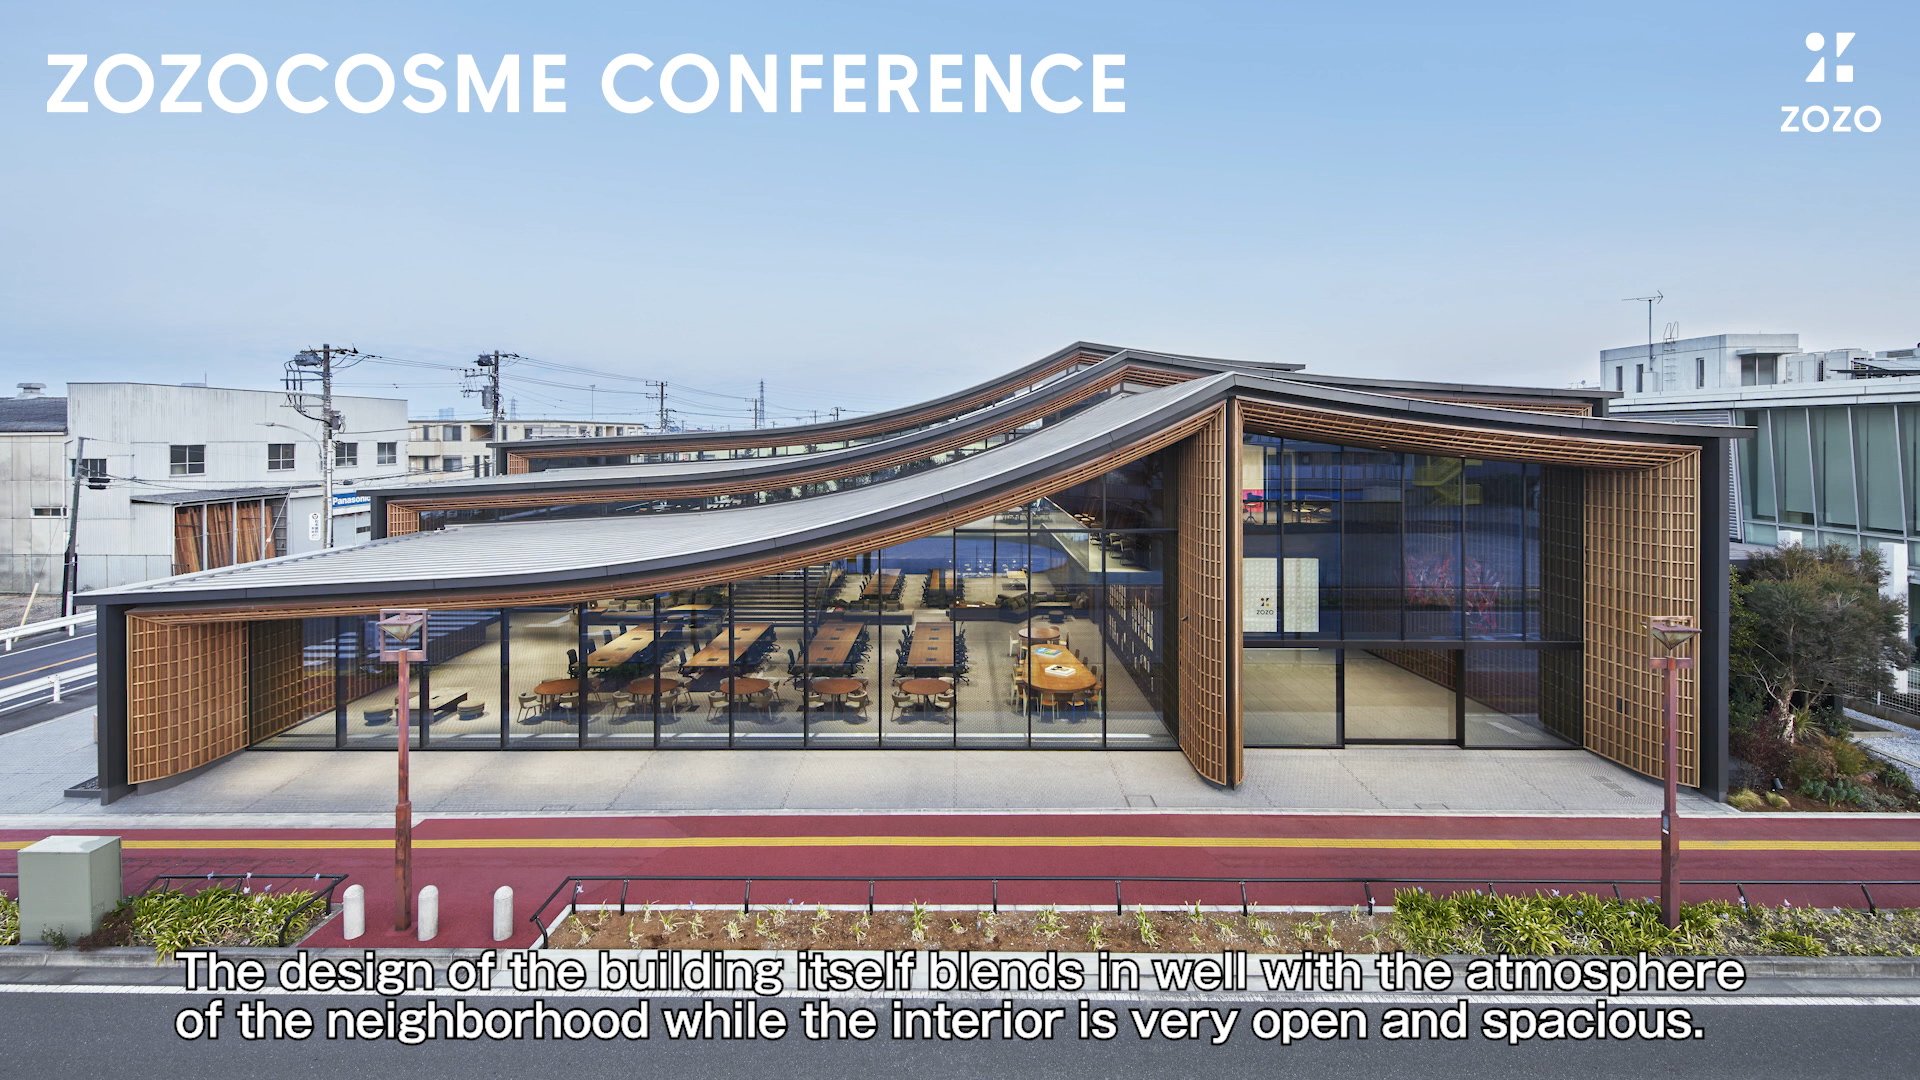 ZOZOCOSME CONFERENCE
ZOZO
Panasonic
ZOZO
The design of the building itself blends in well with the atmosphere
of the neighborhood while the interior is very open and spacious.